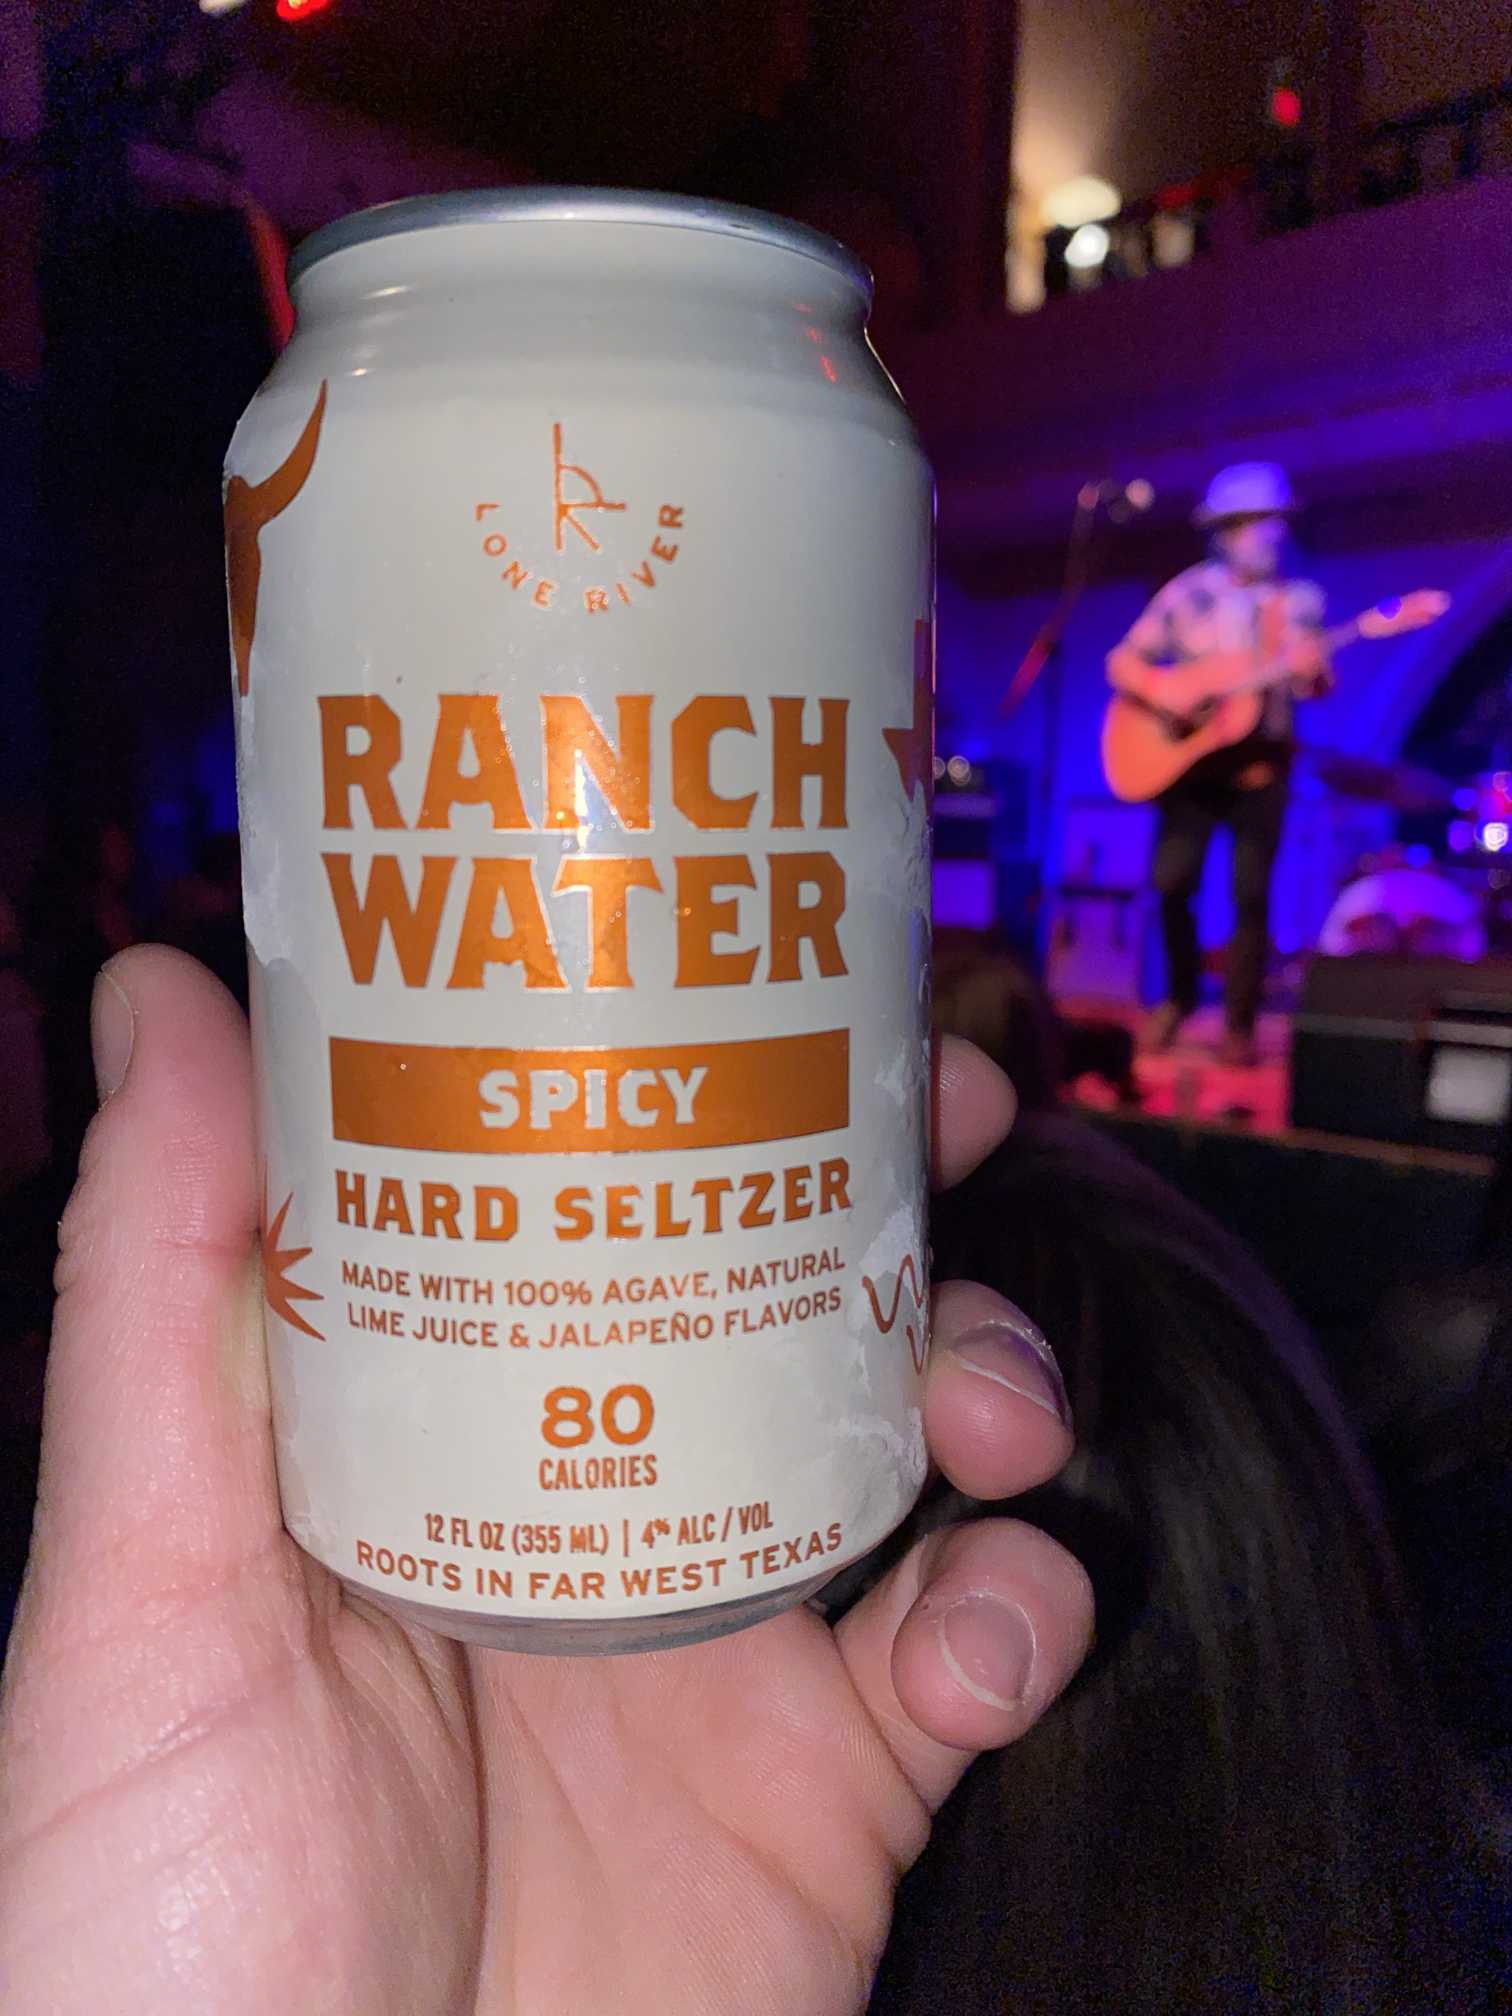 LONE RIVER
RANCH
WATER
SPICY
HARD SELTZER
MADE WITH 100% AGAVE, NATURAL
LIME JUICE & JALAPEÑO FLAVORS
80
CALORIES
12 FL OZ (355 ML) | 4% ALC / VOL
ROOTS IN FAR WEST TEXAS